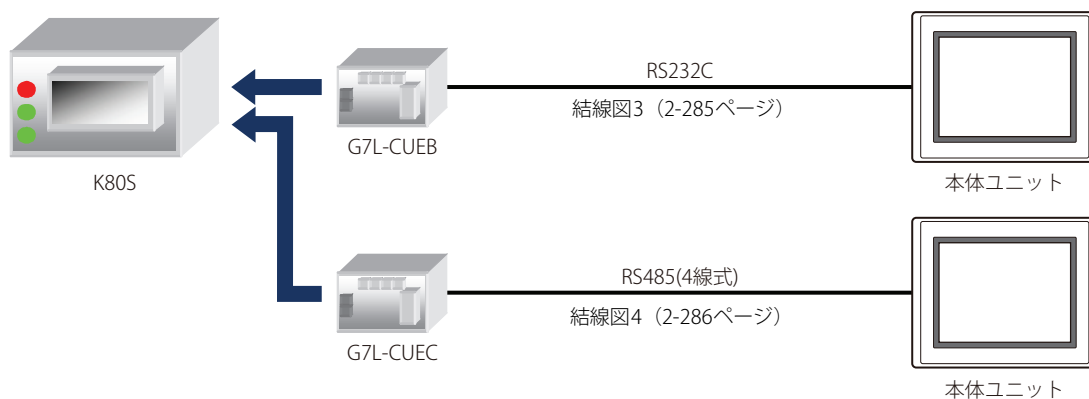 RS232C
結線図3（2-285ページ）
G7L-CUEB
K80S
本体ユニット
RS485(4線式)
結線図4（2-286ページ）
G7L-CUEC
本体ユニット